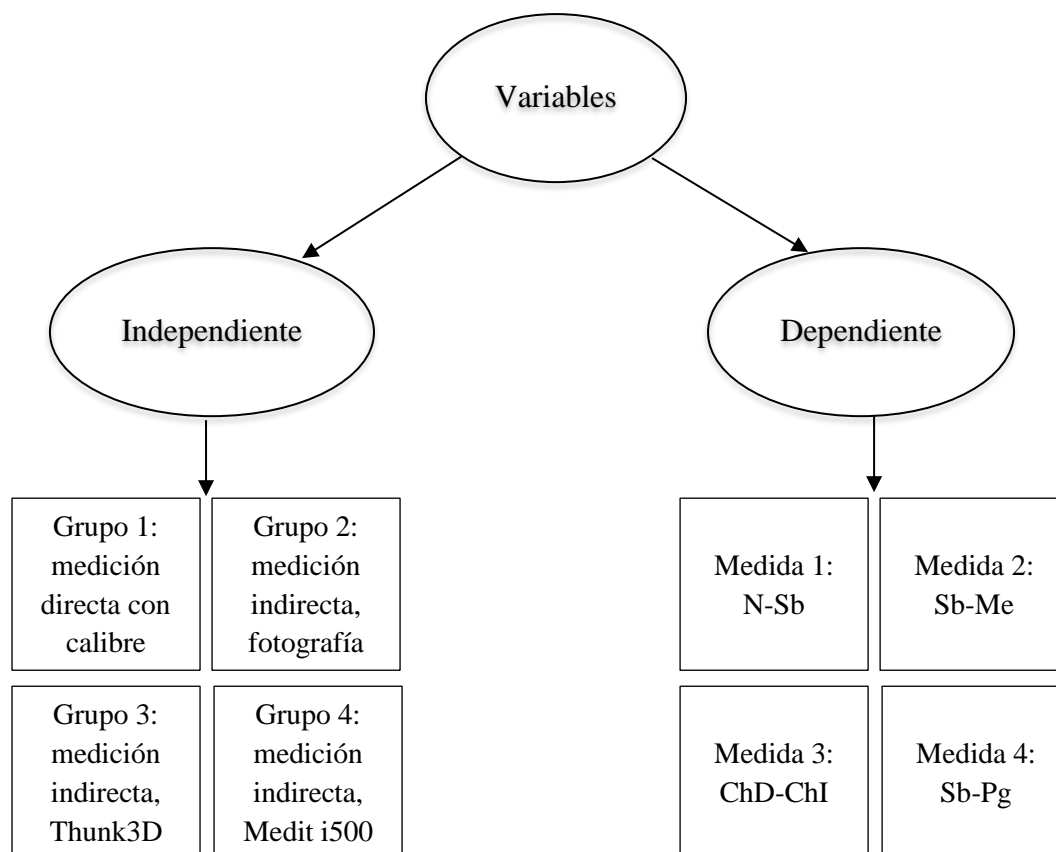 Variables
Independiente
Dependiente
Grupo 1:
medición
directa con
calibre
Grupo 2:
medición
indirecta,
fotografía
Grupo 3:
medición
indirecta,
Thunk3D
Grupo 4:
medición
indirecta,
Medit i500
Medida 1:
N-Sb
Medida 2:
Sb-Me
Medida 3:
ChD-ChI
Medida 4:
Sb-Pg